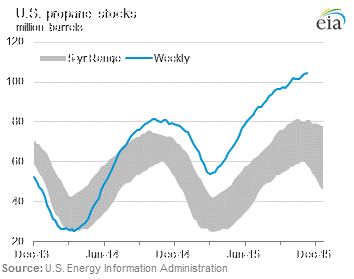 U.S. propane stocks
million barrels
eia
120
100
80
60
40
20
5-yr Range
Weekly
Dec-13 Jun-14 Dec-14 Jun-15 Dec-15
Source: U.S. Energy Information Administration